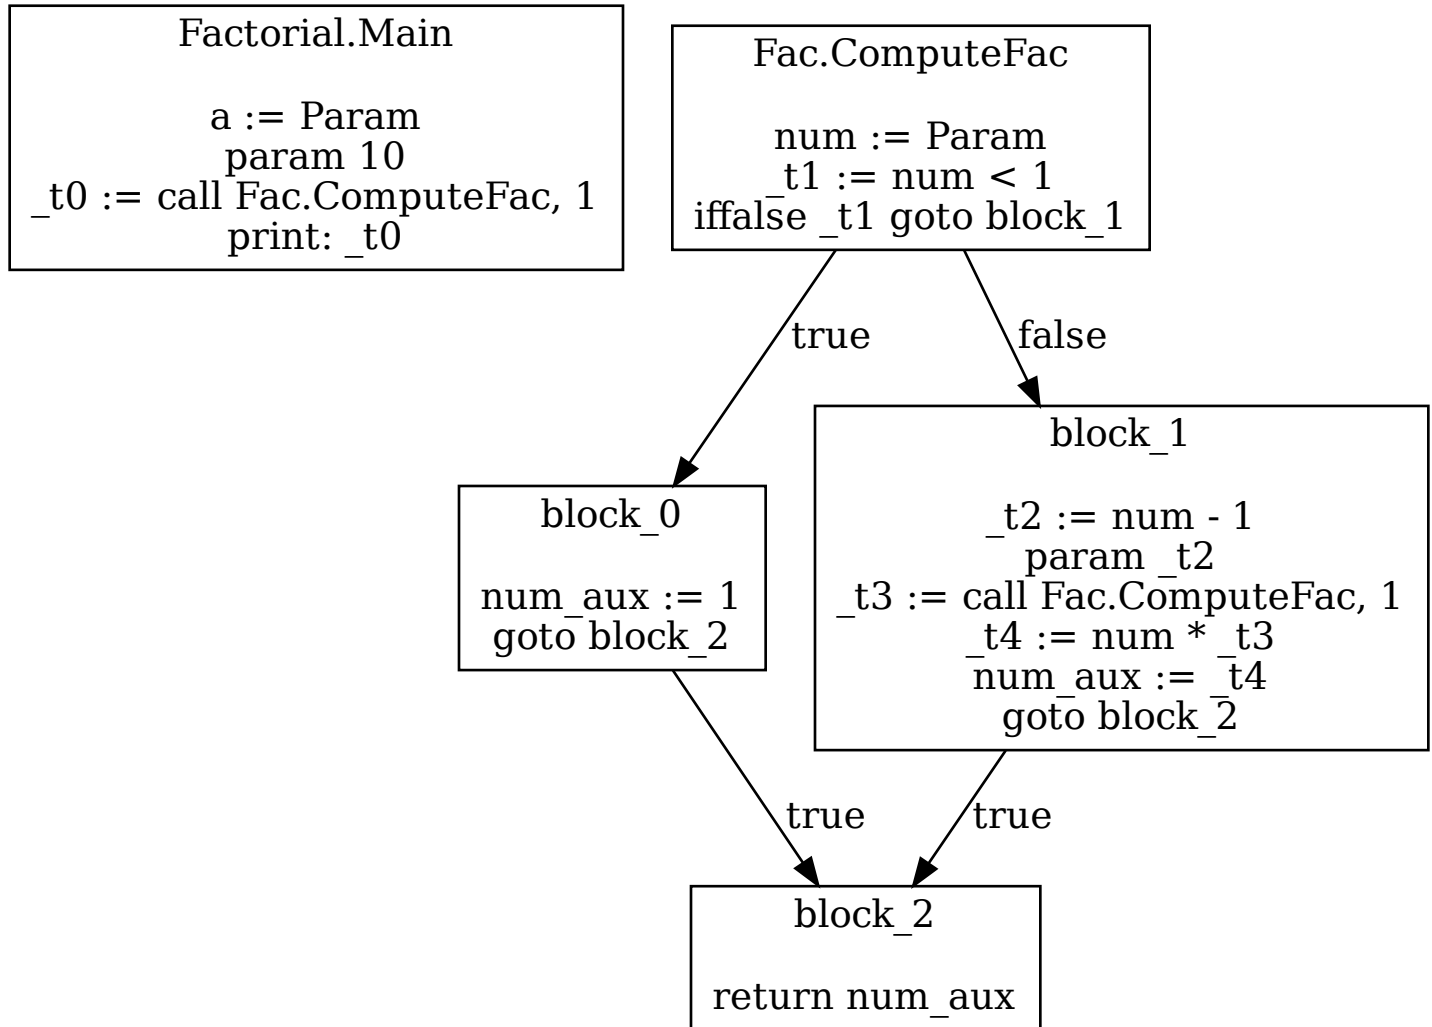 Factorial.Main
a := Param
param 10
_t0 := call Fac.ComputeFac, 1
print: _t0
Fac.ComputeFac
num := Param
_t1 := num < 1
iffalse _t1 goto block_1
true
false
block_0
num_aux := 1
goto block_2
block_1
_t2 := num - 1
param _t2
_t3 := call Fac.ComputeFac, 1
_t4 := num * _t3
num_aux := _t4
goto block_2
true
true
block_2
return num_aux